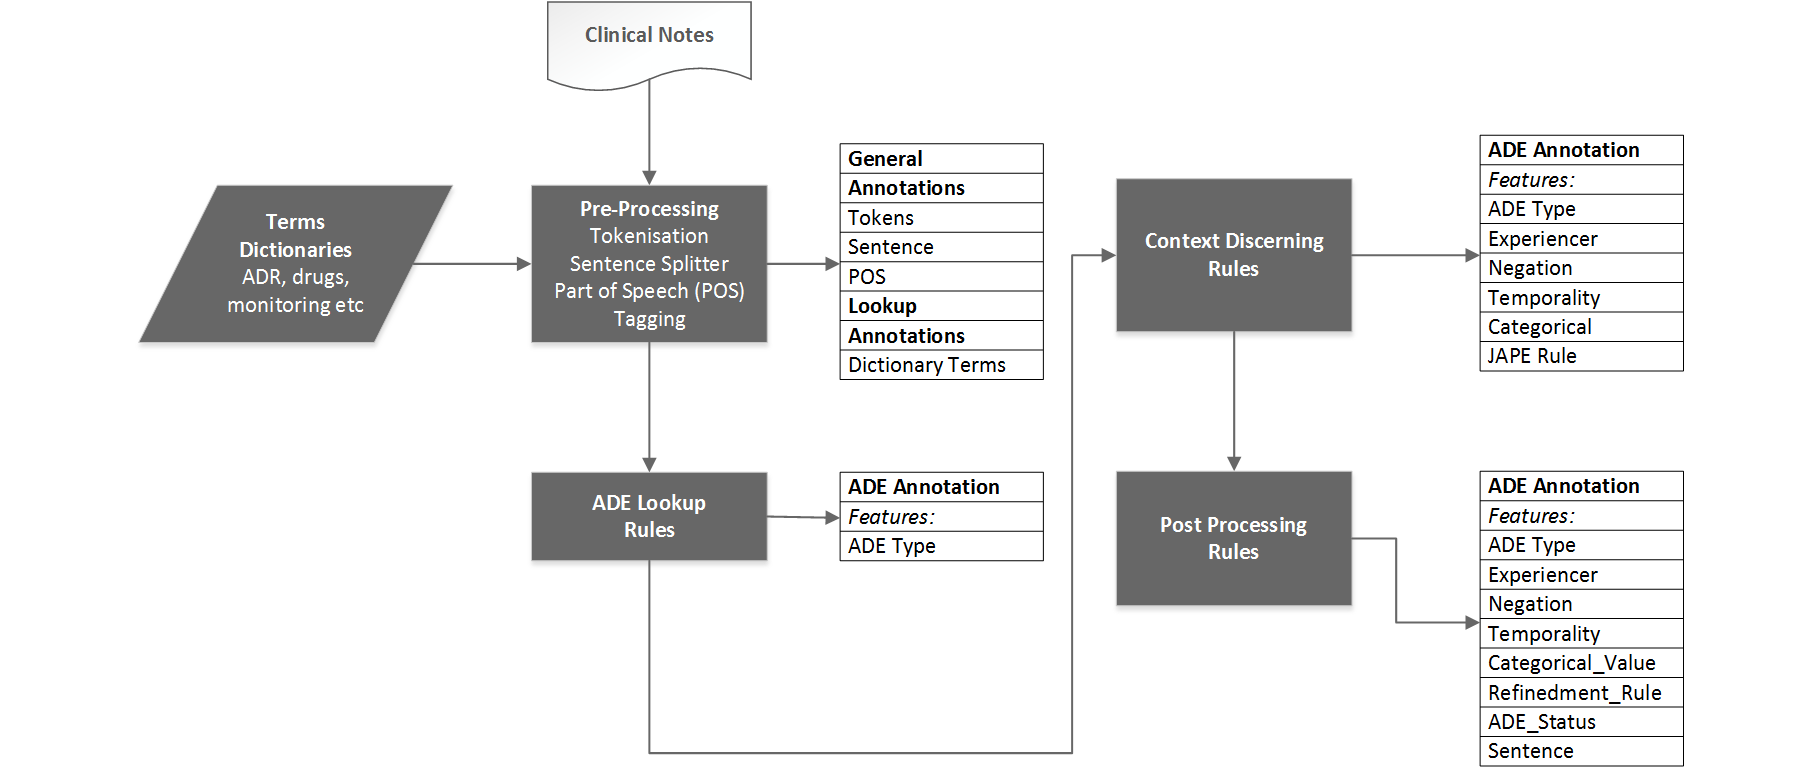 Clinical Notes
Terms
Dictionaries
ADR, drugs,
monitoring etc
Pre-Processing
Tokenisation
Sentence Splitter
Part of Speech (POS)
Tagging
General
Annotations
Tokens
Sentence
POS
Lookup
Annotations
Dictionary Terms
ADE Lookup
Rules
ADE Annotation
Features:
ADE Type
Context Discerning
Rules
ADE Annotation
Features:
ADE Type
Experiencer
Negation
Temporality
Categorical
JAPE Rule
Post Processing
Rules
ADE Annotation
Features:
ADE Type
Experiencer
Negation
Temporality
Categorical_Value
Refinedment_Rule
ADE_Status
Sentence